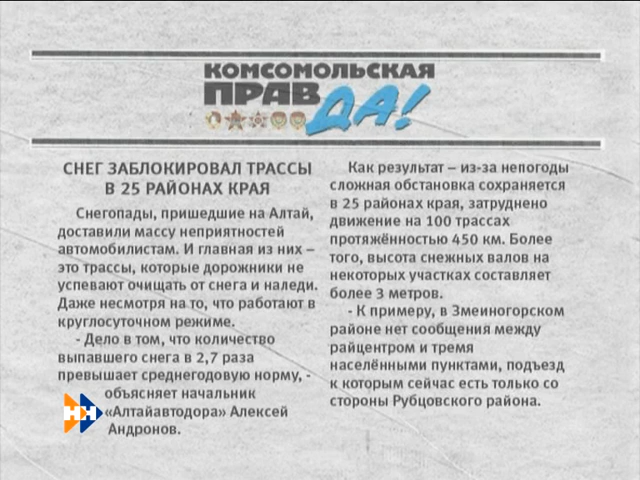 КОМСОМОЛЬСКАЯ
ПРАВДА!
СНЕГ ЗАБЛОКИРОВАЛ ТРАССЫ
В 25 РАЙОНАХ КРАЯ
Снегопады, пришедшие на Алтай,
доставили массу неприятностей
автомобилистам. И главная из них –
это трассы, которые дорожники не
успевают очищать от снега и наледи.
Даже несмотря на то, что работают в
круглосуточном режиме.
- Дело в том, что количество
выпавшего снега в 2,7 раза
превышает среднегодовую норму, -
объясняет начальник
«Алтайавтодора» Алексей
Андронов.
Как результат – из-за непогоды
сложная обстановка сохраняется
в 25 районах края, затруднено
движение на 100 трассах
протяжённостью 450 км. Более
того, высота снежных валов на
некоторых участках составляет
более 3 метров.
- К примеру, в Змеиногорском
районе нет сообщения между
райцентром и тремя
населёнными пунктами, подъезд
к которым сейчас есть только со
стороны Рубцовского района.
НН